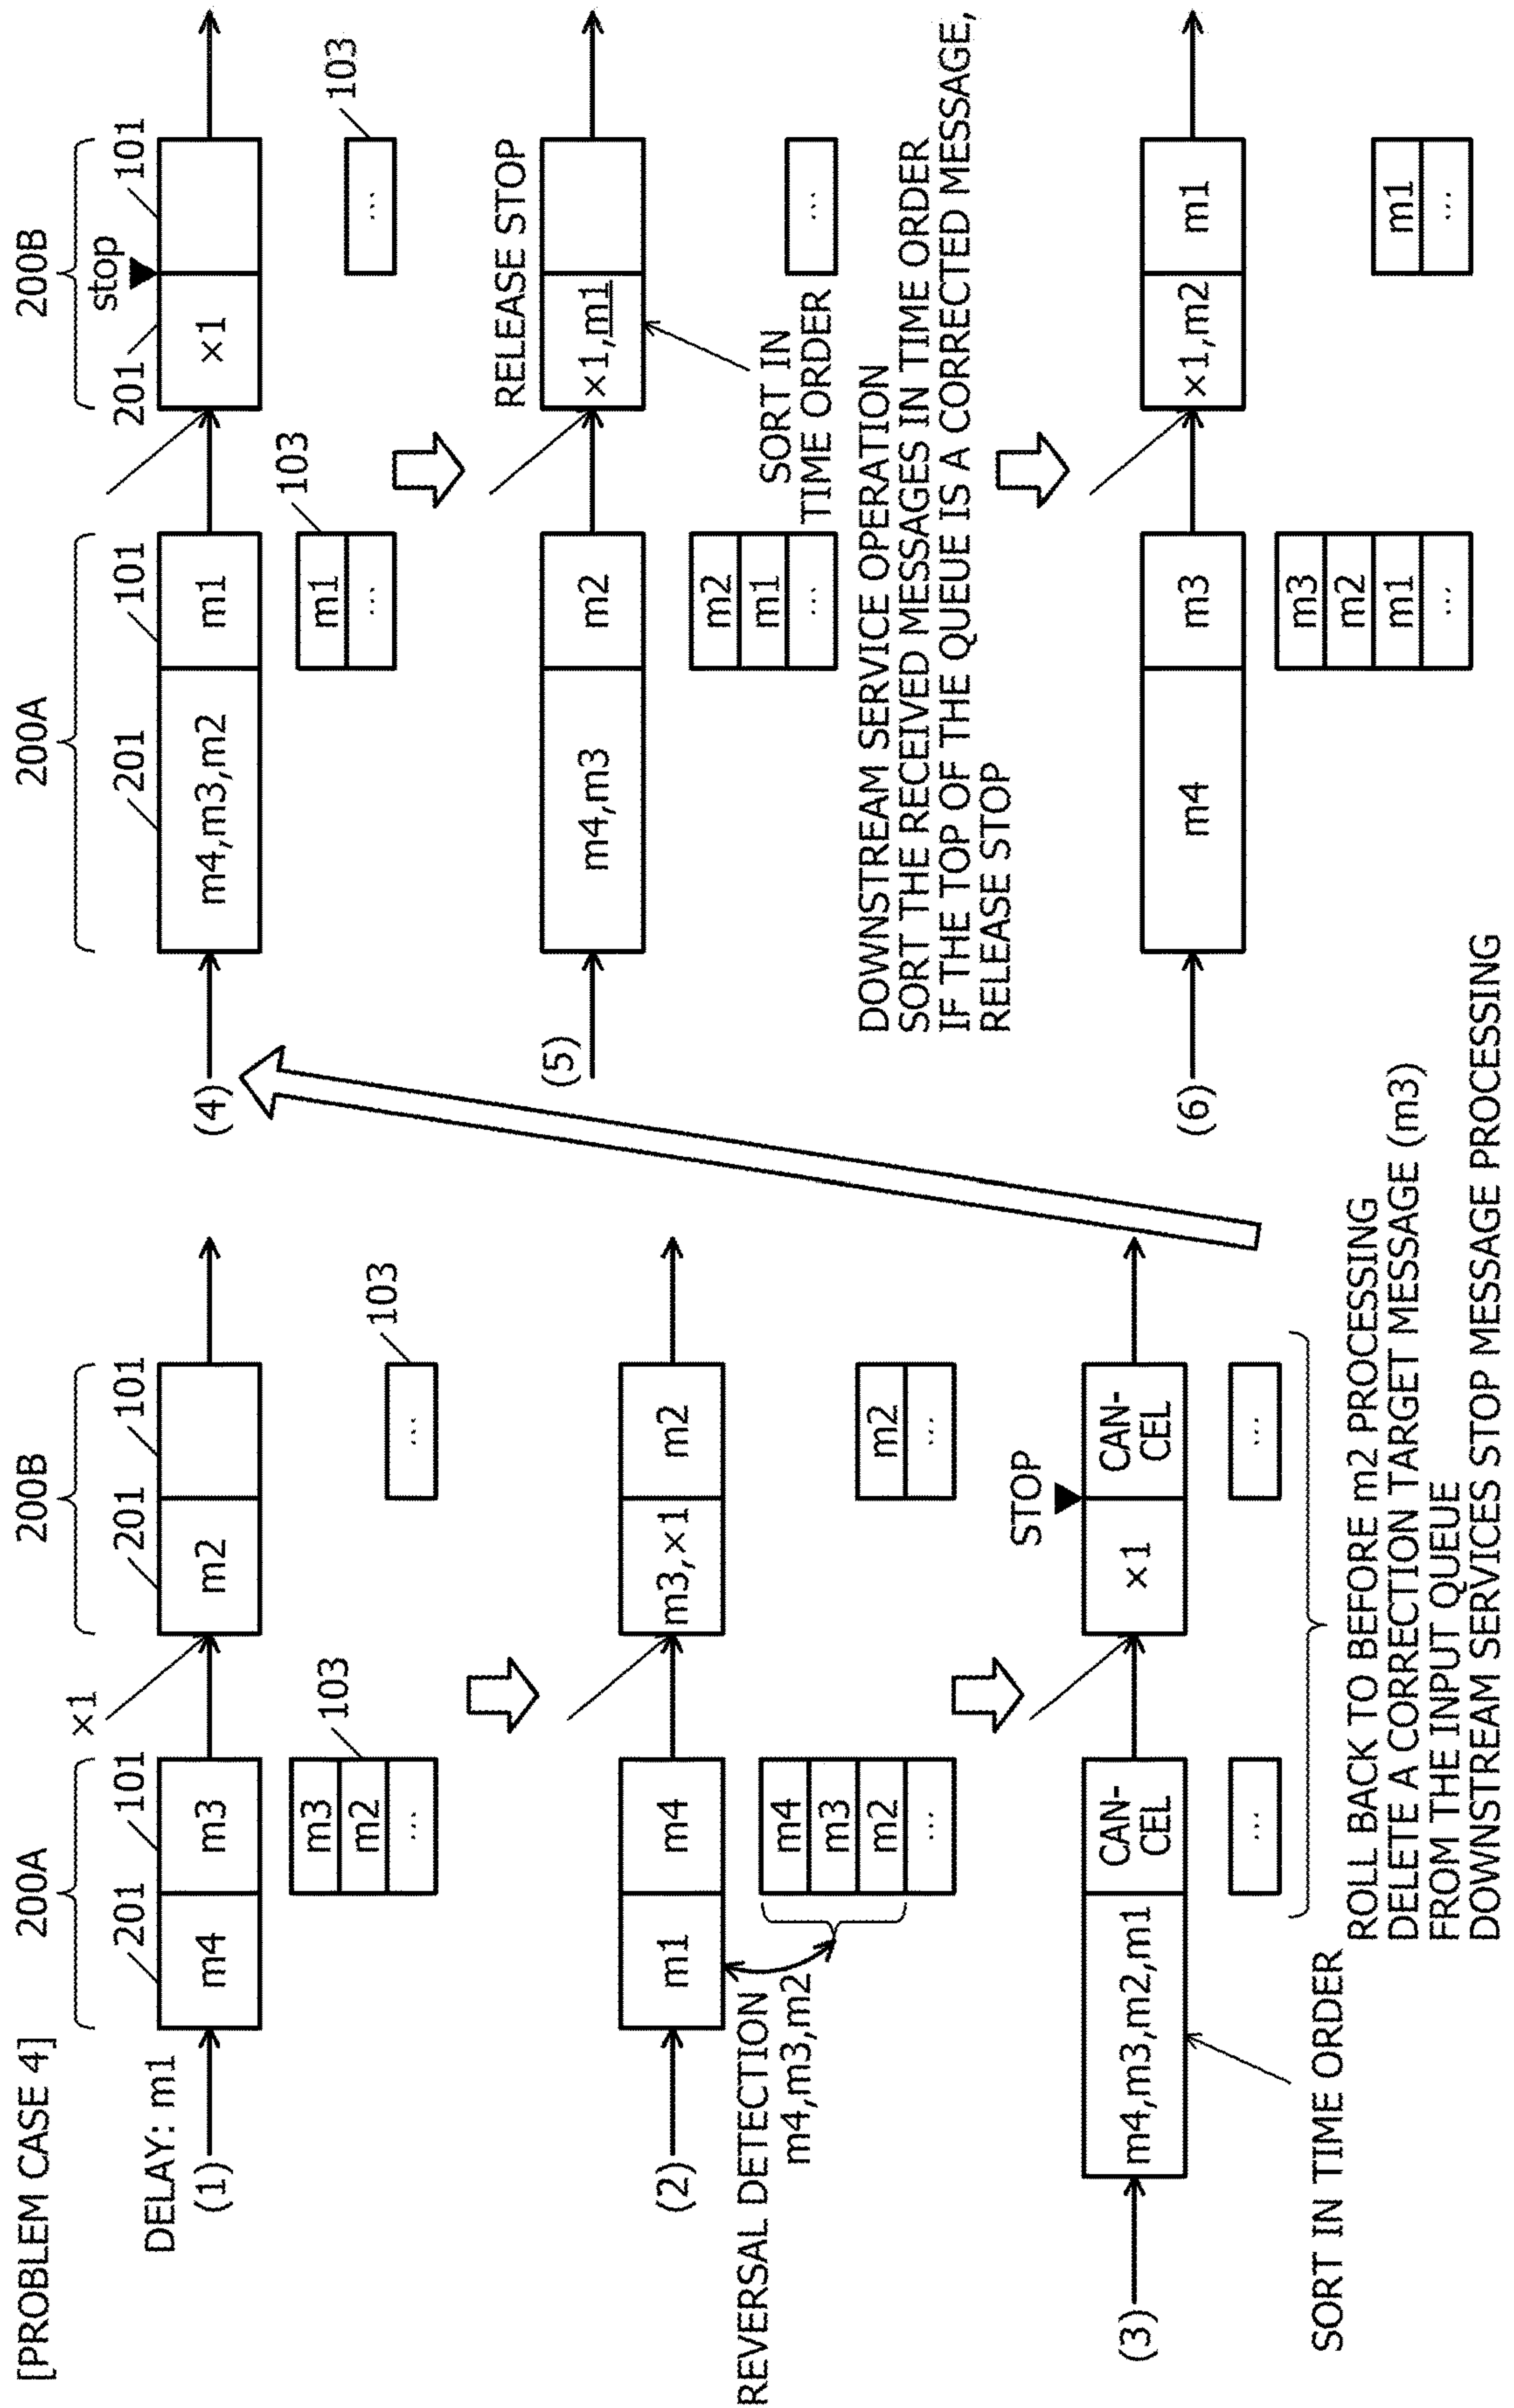 [PROBLEM CASE 4]
200A
200B
201
101
×1
201
101
DELAY: m1
(1)
m4
m3
m2
103
m3
m2
...
103
...
(2)
m1
m4
m3,×1
m2
REVERSAL DETECTION
m4,m3,m2
m4
m3
m2
...
m2
...
STOP
(3)
m4,m3,m2,m1
CAN-
CEL
×1
CAN-
CEL
...
...
SORT IN TIME ORDER
ROLL BACK TO BEFORE m2 PROCESSING
DELETE A CORRECTION TARGET MESSAGE (m3)
FROM THE INPUT QUEUE
DOWNSTREAM SERVICES STOP MESSAGE PROCESSING
200A
200B
201
101
201
stop
101
(4)
m4,m3,m2
m1
×1
103
m1
...
103
...
RELEASE STOP
(5)
m4,m3
m2
×1,m1
m2
m1
...
SORT IN
TIME ORDER
...
DOWNSTREAM SERVICE OPERATION
SORT THE RECEIVED MESSAGES IN TIME ORDER
IF THE TOP OF THE QUEUE IS A CORRECTED MESSAGE,
RELEASE STOP
(6)
m4
m3
×1,m2
m1
m3
m2
m1
...
m1
...